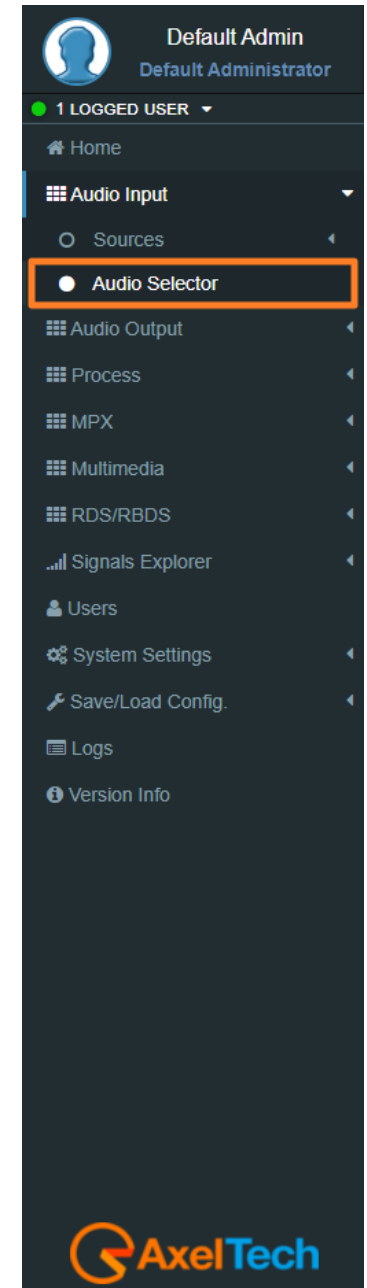 Default Admin
Default Administrator
1 LOGGED USER
Home
Audio Input
Sources
Audio Selector
Audio Output
Process
MPX
Multimedia
RDS/RBDS
Signals Explorer
Users
System Settings
Save/Load Config.
Logs
Version Info
AxelTech